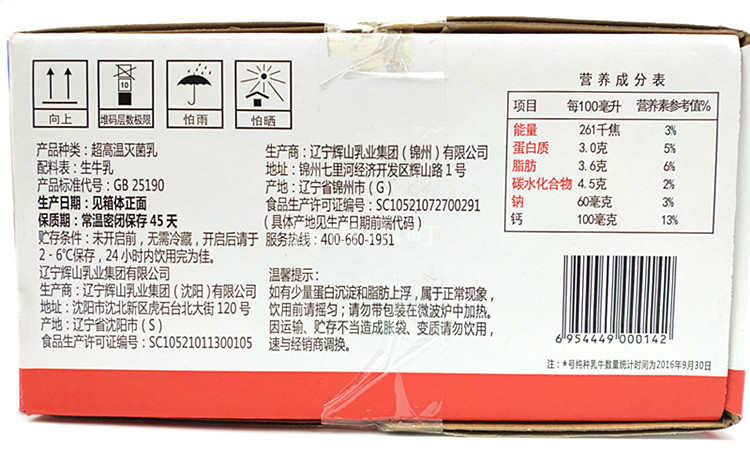 10
向上
堆码层数极限
怕雨
怕晒
产品种类：超高温灭菌乳
配料表：生牛乳
产品标准代号：GB 25190
生产日期：见箱体正面
保质期：常温密闭保存 45 天
贮存条件：未开启前，无需冷藏，开启后请于
2 - 6℃保存，24 小时内饮用完为佳。
辽宁辉山乳业集团有限公司
生产商：辽宁辉山乳业集团（沈阳）有限公司
地址：沈阳市沈北新区虎石台北大街 120 号
产地：辽宁省沈阳市（S）
食品生产许可证编号：SC10521011300105
生产商：辽宁辉山乳业集团（锦州）有限公司
地址：锦州七里河经济开发区辉山路 1 号
产地：辽宁省锦州市（G）
食品生产许可证编号：SC10521072700291
（具体产地见生产日期前端代码）
服务热线：400-660-1951
温馨提示：
如有少量蛋白沉淀和脂肪上浮，属于正常现象，
饮用前请摇匀；请勿带包装在微波炉中加热。
因运输、贮存不当造成胀袋、变质请勿饮用，
速与经销商调换。
营养成分表
项目 每100毫升 营养素参考值%
能量 261千焦 3%
蛋白质 3.0克 5%
脂肪 3.6克 6%
碳水化合物 4.5克 2%
钠 60毫克 3%
钙 100毫克 13%
6 954449 000142
注：*号纯种乳牛数量统计时间为2016年9月30日